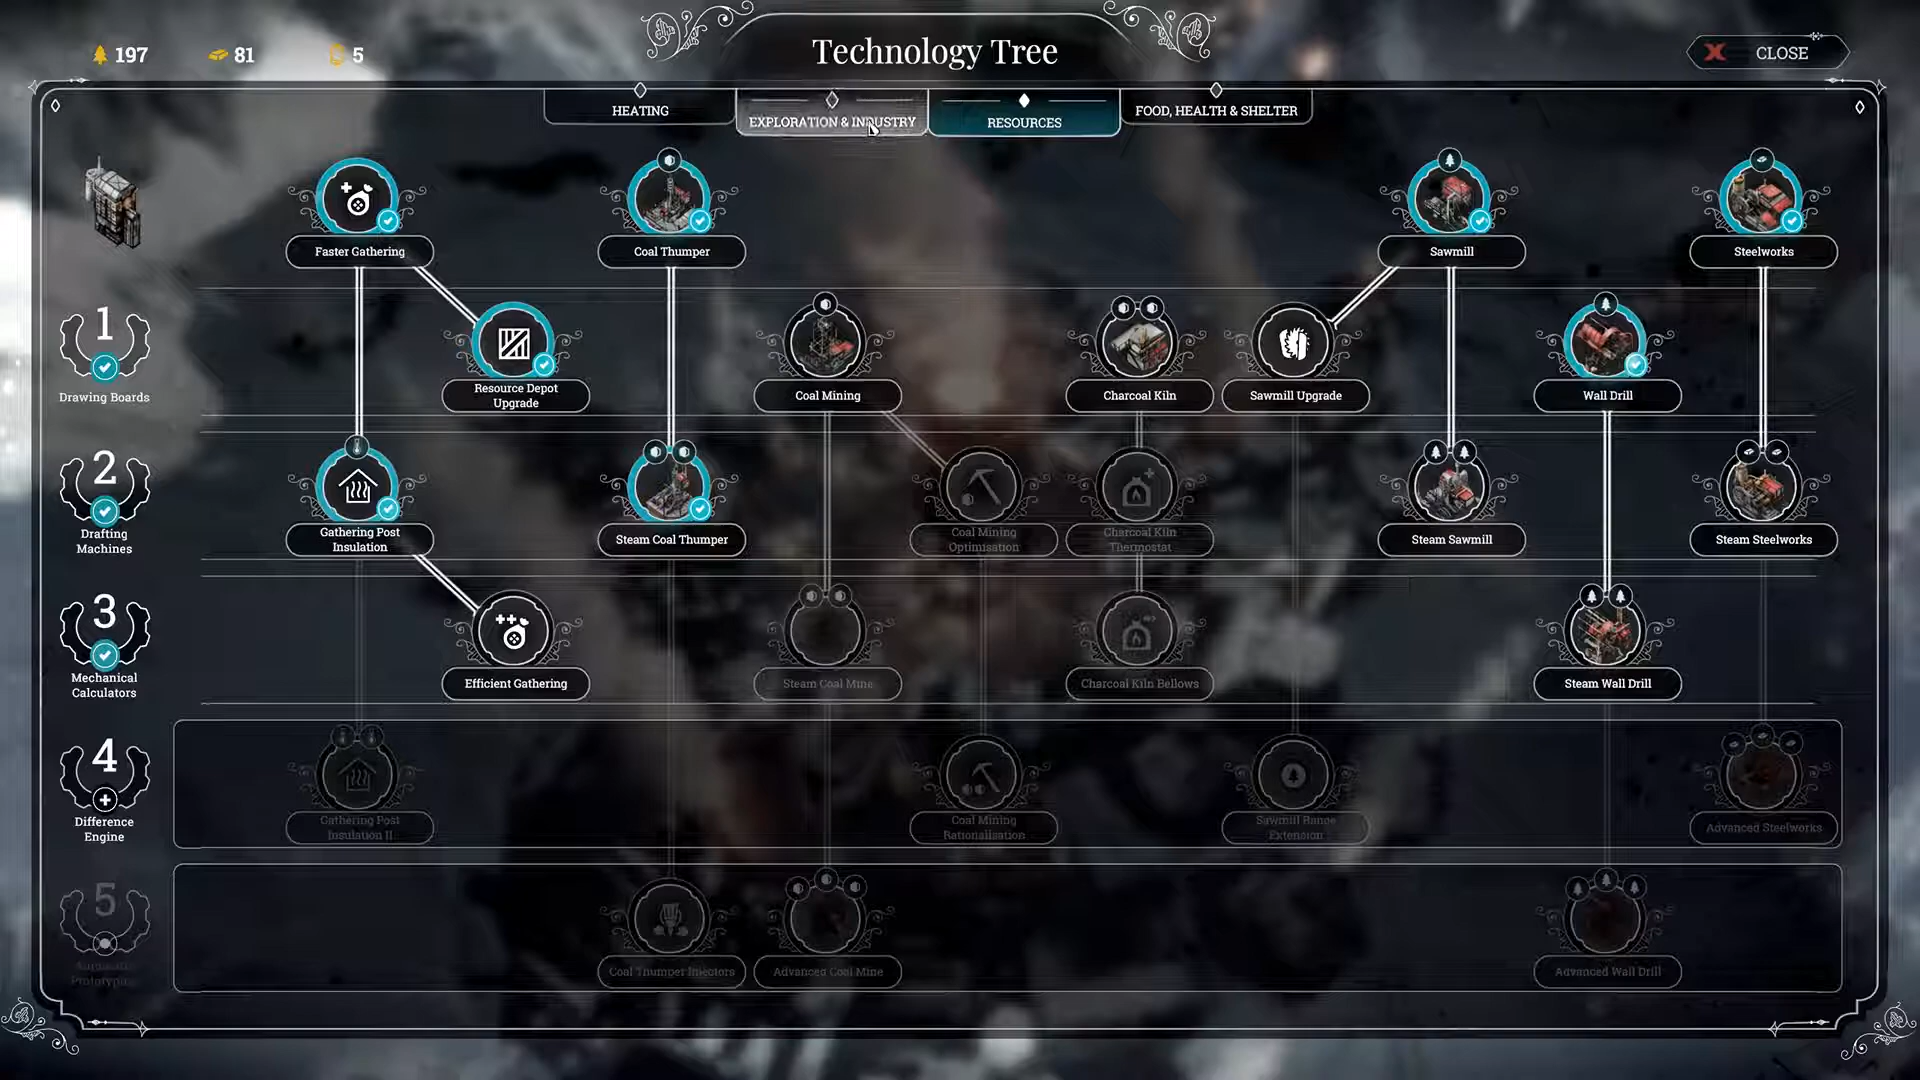 197
81
5
Technology Tree
CLOSE
HEATING
EXPLORATION & INDUSTRY
RESOURCES
FOOD, HEALTH & SHELTER
Faster Gathering
Coal Thumper
Sawmill
Steelworks
1
Drawing Boards
Resource Depot
Upgrade
Coal Mining
Charcoal Kiln
Sawmill Upgrade
Wall Drill
2
Drafting
Machines
Gathering Post
Insulation
Steam Coal Thumper
Coal Mining
Optimisation
Charcoal Kiln
Thermostat
Steam Sawmill
Steam Steelworks
3
Mechanical
Calculators
Efficient Gathering
Steam Coal Mine
Charcoal Kiln Bellows
Steam Wall Drill
4
Difference
Engine
Gathering Post
Insulation II
Coal Mining
Rationalisation
Sawmill Range
Extension
Advanced Steelworks
5
Coal Thumper Injectors
Advanced Coal Mine
Advanced Wall Drill